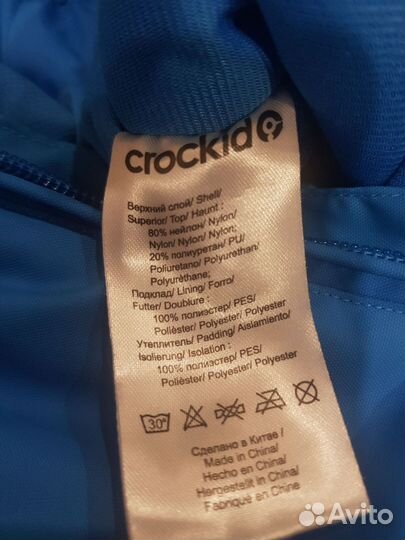 crockid
Верхний слой/ Shell/
Superior/ Top/ Haunt :
80% нейлон/ Nylon/
Nylon/ Nylon/ Nylon;
20% полиуретан/ PU/
Poliuretano/ Polyurethan/
Polyuréthane;
Подклад/ Lining/ Forro/
Futter/ Doublure :
100% полиэстер/ PES/
Poliéster/ Polyester/ Polyester
Утеплитель/ Padding/ Aislamiento/
Isolierung/ Isolation :
100% полиэстер/ PES/
Poliéster/ Polyester/ Polyester
30°
Сделано в Китае /
Made in China/
Hecho en China/
Hergestellt in China/
Fabriqué en Chine
Avito